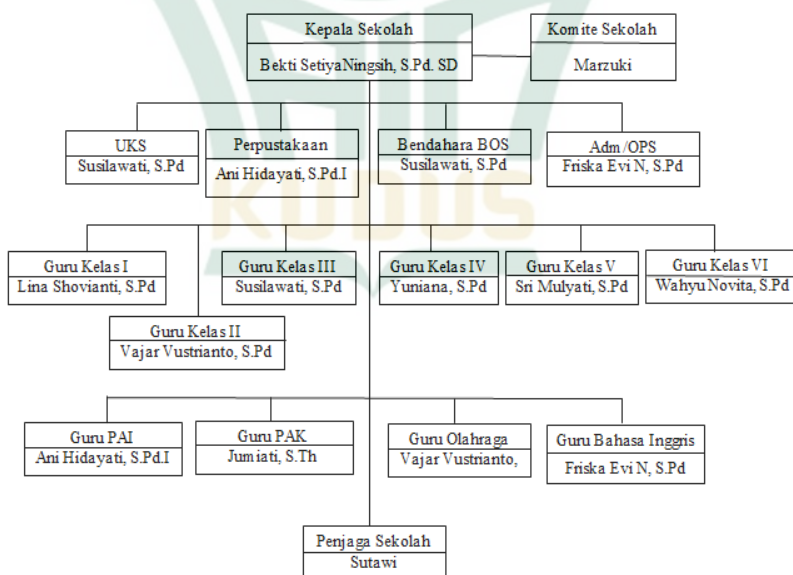 Kepala Sekolah
Bekti SetiyaNingsih, S.Pd. SD
Komite Sekolah
Marzuki
UKS
Susilawati, S.Pd
Perpustakaan
Ani Hidayati, S.Pd.I
Bendahara BOS
Susilawati, S.Pd
Adm /OPS
Friska Evi N, S.Pd
KUDUS
Guru Kelas I
Lina Shovianti, S.Pd
Guru Kelas III
Susilawati, S.Pd
Guru Kelas IV
Yuniana, S.Pd
Guru Kelas V
Sri Mulyati, S.Pd
Guru Kelas VI
Wahyu Novita, S.Pd
Guru Kelas II
Vajar Vustrianto, S.Pd
Guru PAI
Ani Hidayati, S.Pd.I
Guru PAK
Jumiati, S.Th
Guru Olahraga
Vajar Vustrianto,
Guru Bahasa Inggris
Friska Evi N, S.Pd
Penjaga Sekolah
Sutawi